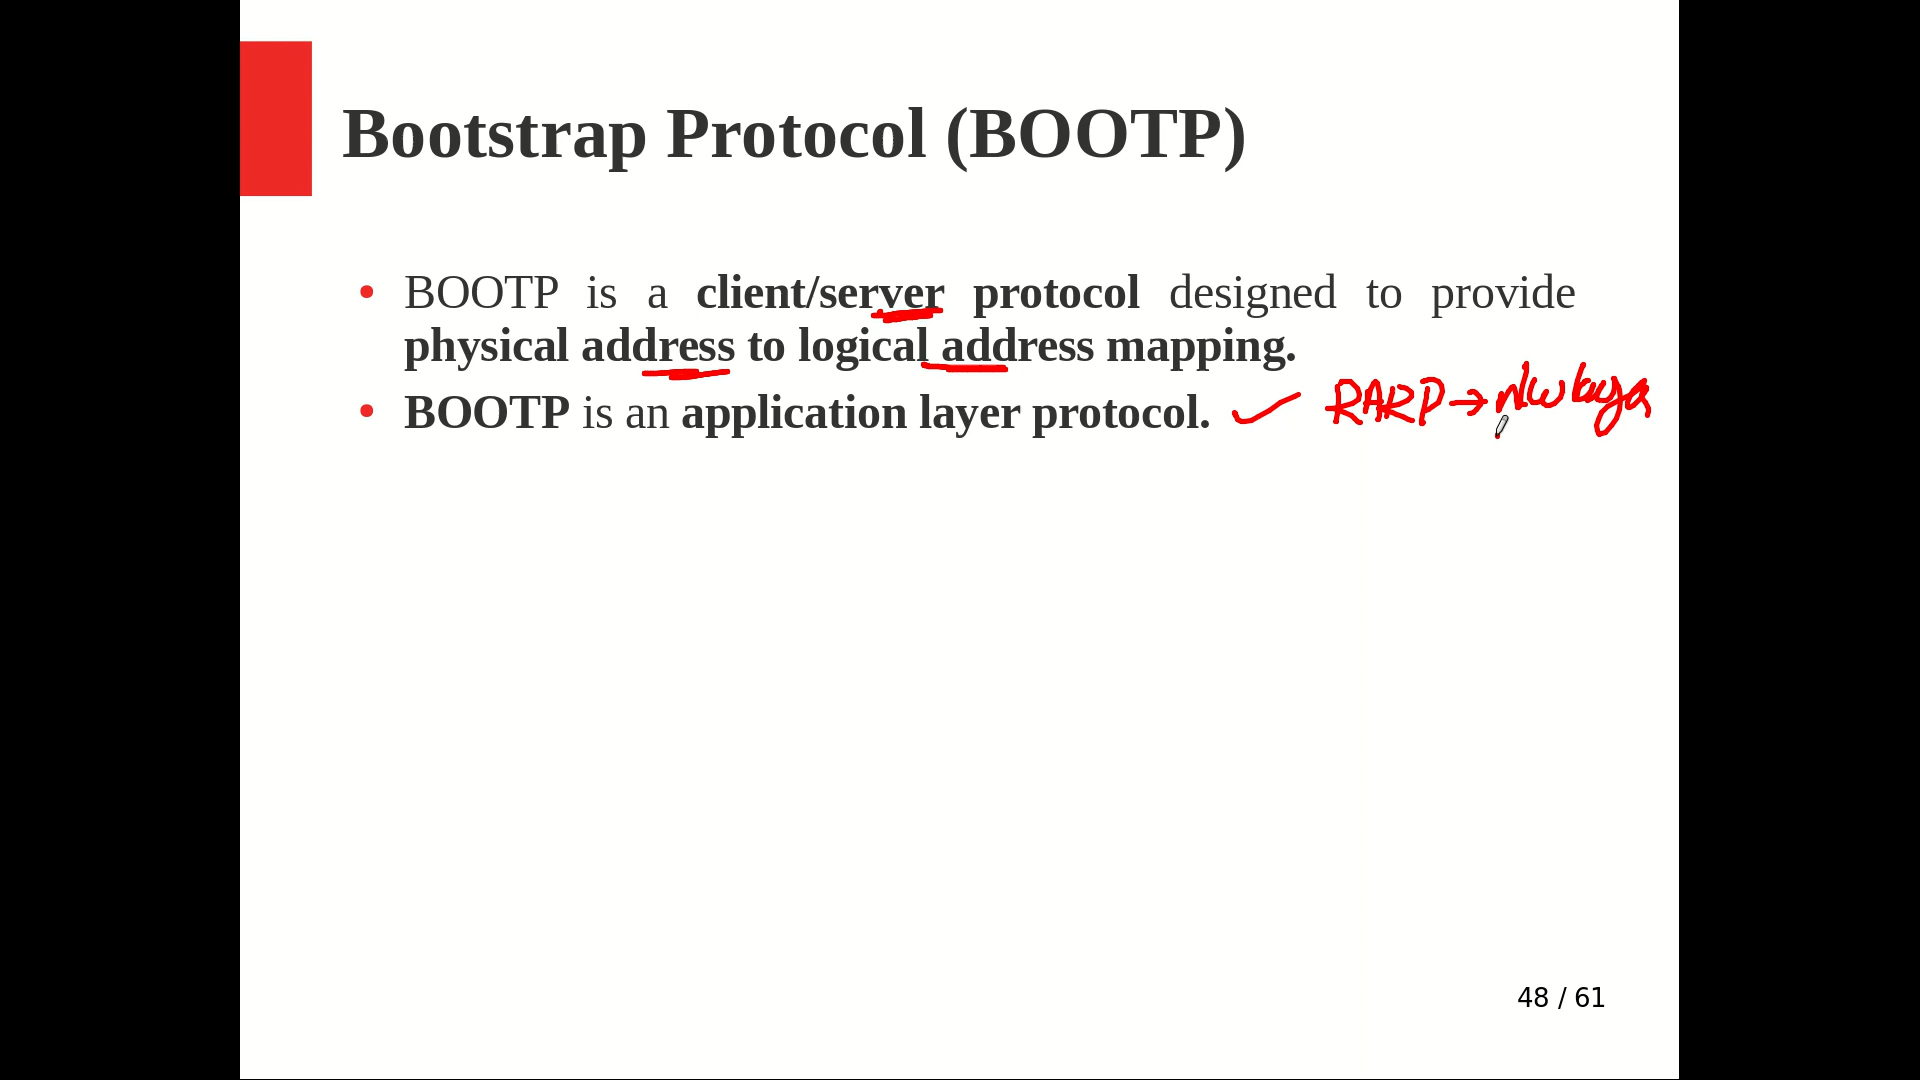 Bootstrap Protocol (BOOTP)
• BOOTP is a client/server protocol designed to provide
physical address to logical address mapping.
• BOOTP is an application layer protocol. ✓ RARP → n/w
48 / 61